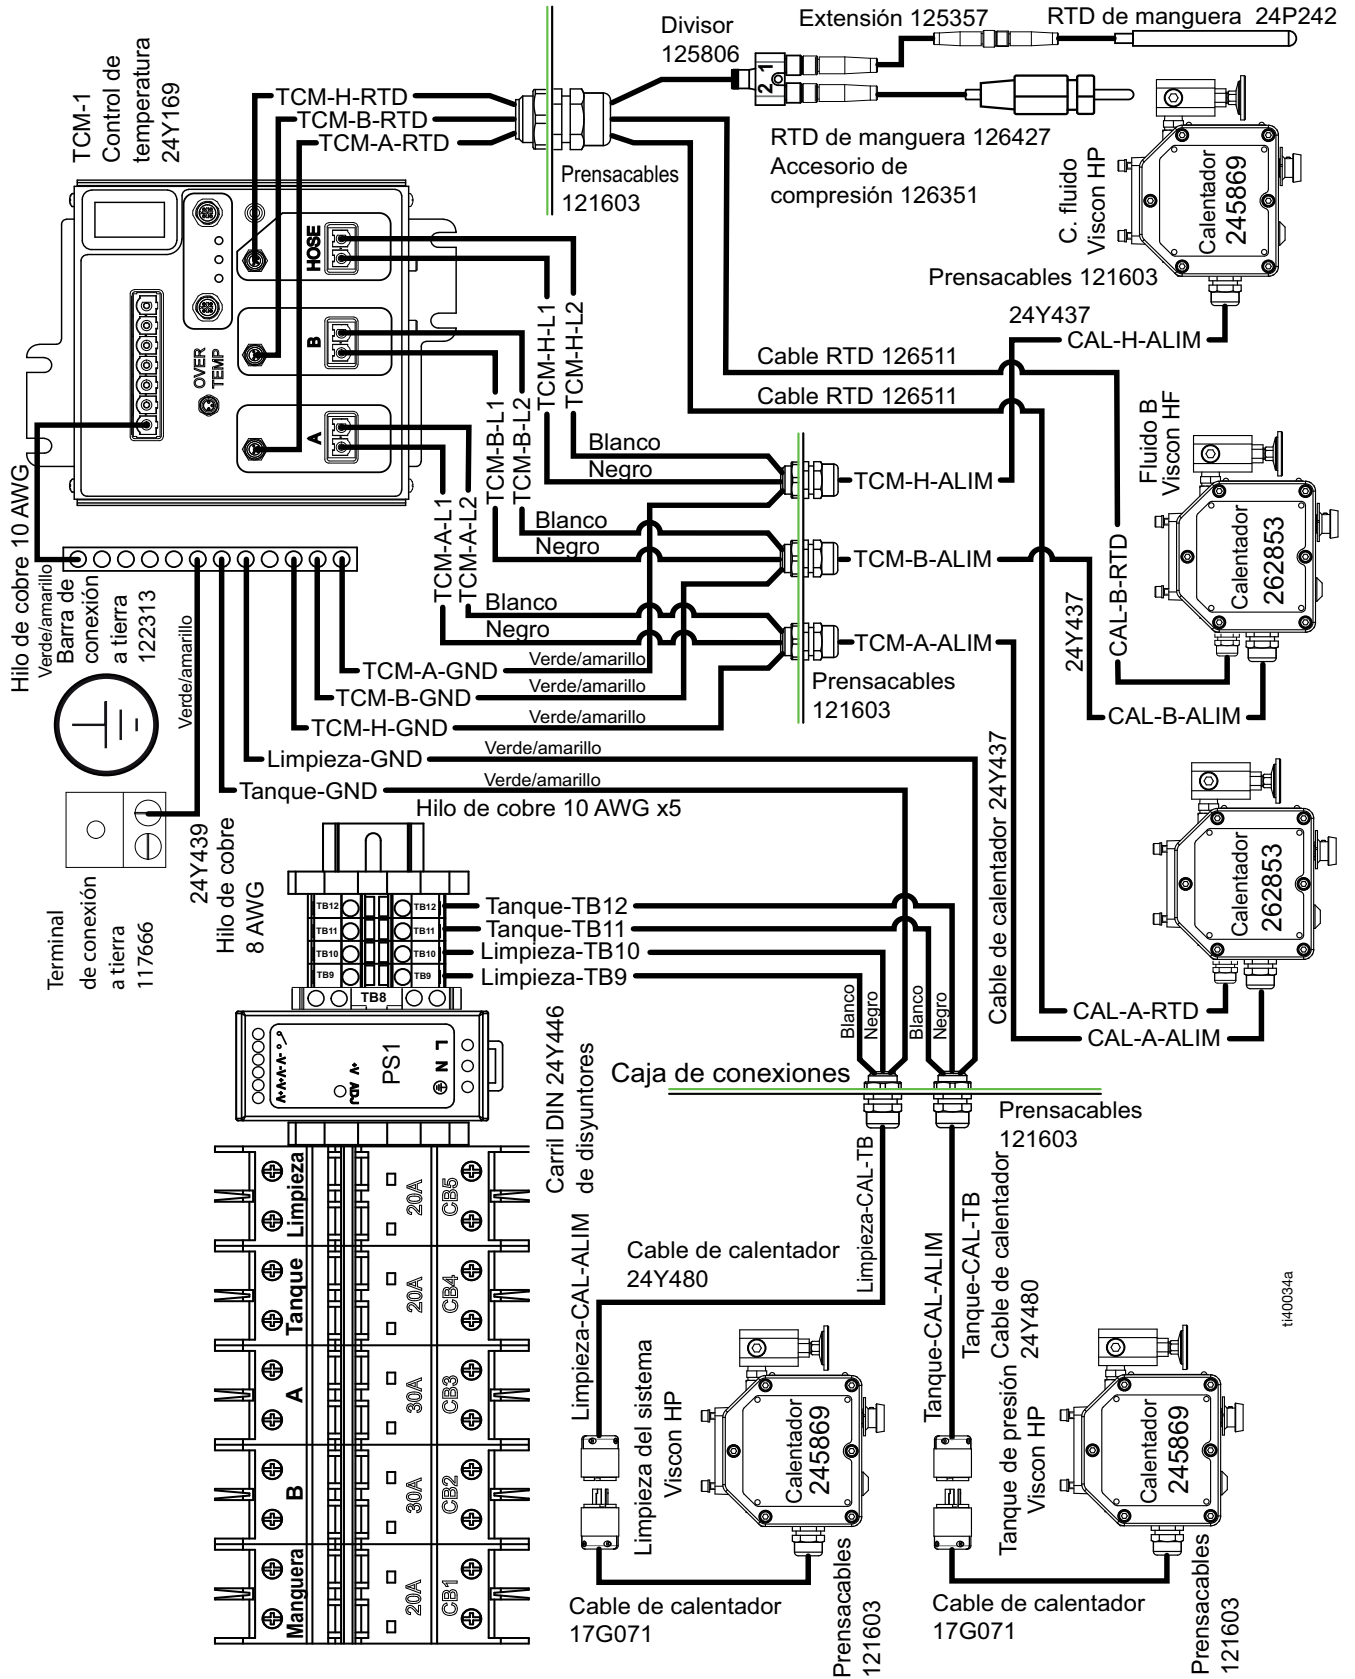 TCM-1
Control de
temperatura
24Y169
TCM-H-RTD
TCM-B-RTD
TCM-A-RTD
Prensacables
121603
Divisor
125806
1
2
Extensión 125357
RTD de manguera 24P242
RTD de manguera 126427
Accesorio de
compresión 126351
C. fluido
Viscon HP
Calentador
245869
Prensacables 121603
24Y437
CAL-H-ALIM
HOSE
B
A
OVER
TEMP
TCM-H-L1
TCM-H-L2
TCM-B-L1
TCM-B-L2
TCM-A-L1
TCM-A-L2
Cable RTD 126511
Cable RTD 126511
Blanco
Negro
TCM-H-ALIM
Blanco
Negro
TCM-B-ALIM
Blanco
Negro
TCM-A-ALIM
Prensacables
121603
Fluido B
Viscon HF
Calentador
262853
CAL-B-RTD
24Y437
CAL-B-ALIM
Hilo de cobre 10 AWG
Verde/amarillo
Barra de
conexión
a tierra
122313
Verde/amarillo
TCM-A-GND
Verde/amarillo
TCM-B-GND
Verde/amarillo
TCM-H-GND
Verde/amarillo
Limpieza-GND
Verde/amarillo
Tanque-GND
Verde/amarillo
Hilo de cobre 10 AWG x5
24Y439
Hilo de cobre
8 AWG
Terminal
de conexión
a tierra
117666
Cable de calentador 24Y437
Calentador
262853
CAL-A-RTD
CAL-A-ALIM
TB12
TB12
Tanque-TB12
TB11
TB11
Tanque-TB11
TB10
TB10
Limpieza-TB10
TB9
TB9
Limpieza-TB9
TB8
Blanco
Negro
Blanco
Negro
-V-V+V+V
+V ADJ
PS1
L N
Carril DIN 24Y446
de disyuntores
Caja de conexiones
Prensacables
121603
Limpieza
20A
CB5
Tanque
20A
CB4
A
30A
CB3
B
30A
CB2
Manguera
20A
CB1
Limpieza-CAL-TB
Limpieza-CAL-ALIM
Cable de calentador
24Y480
Limpieza del sistema
Viscon HP
Calentador
245869
Cable de calentador
17G071
Prensacables
121603
Tanque-CAL-ALIM
Tanque-CAL-TB
Cable de calentador
24Y480
Tanque de presión
Viscon HP
Calentador
245869
Cable de calentador
17G071
Prensacables
121603
ti40034a